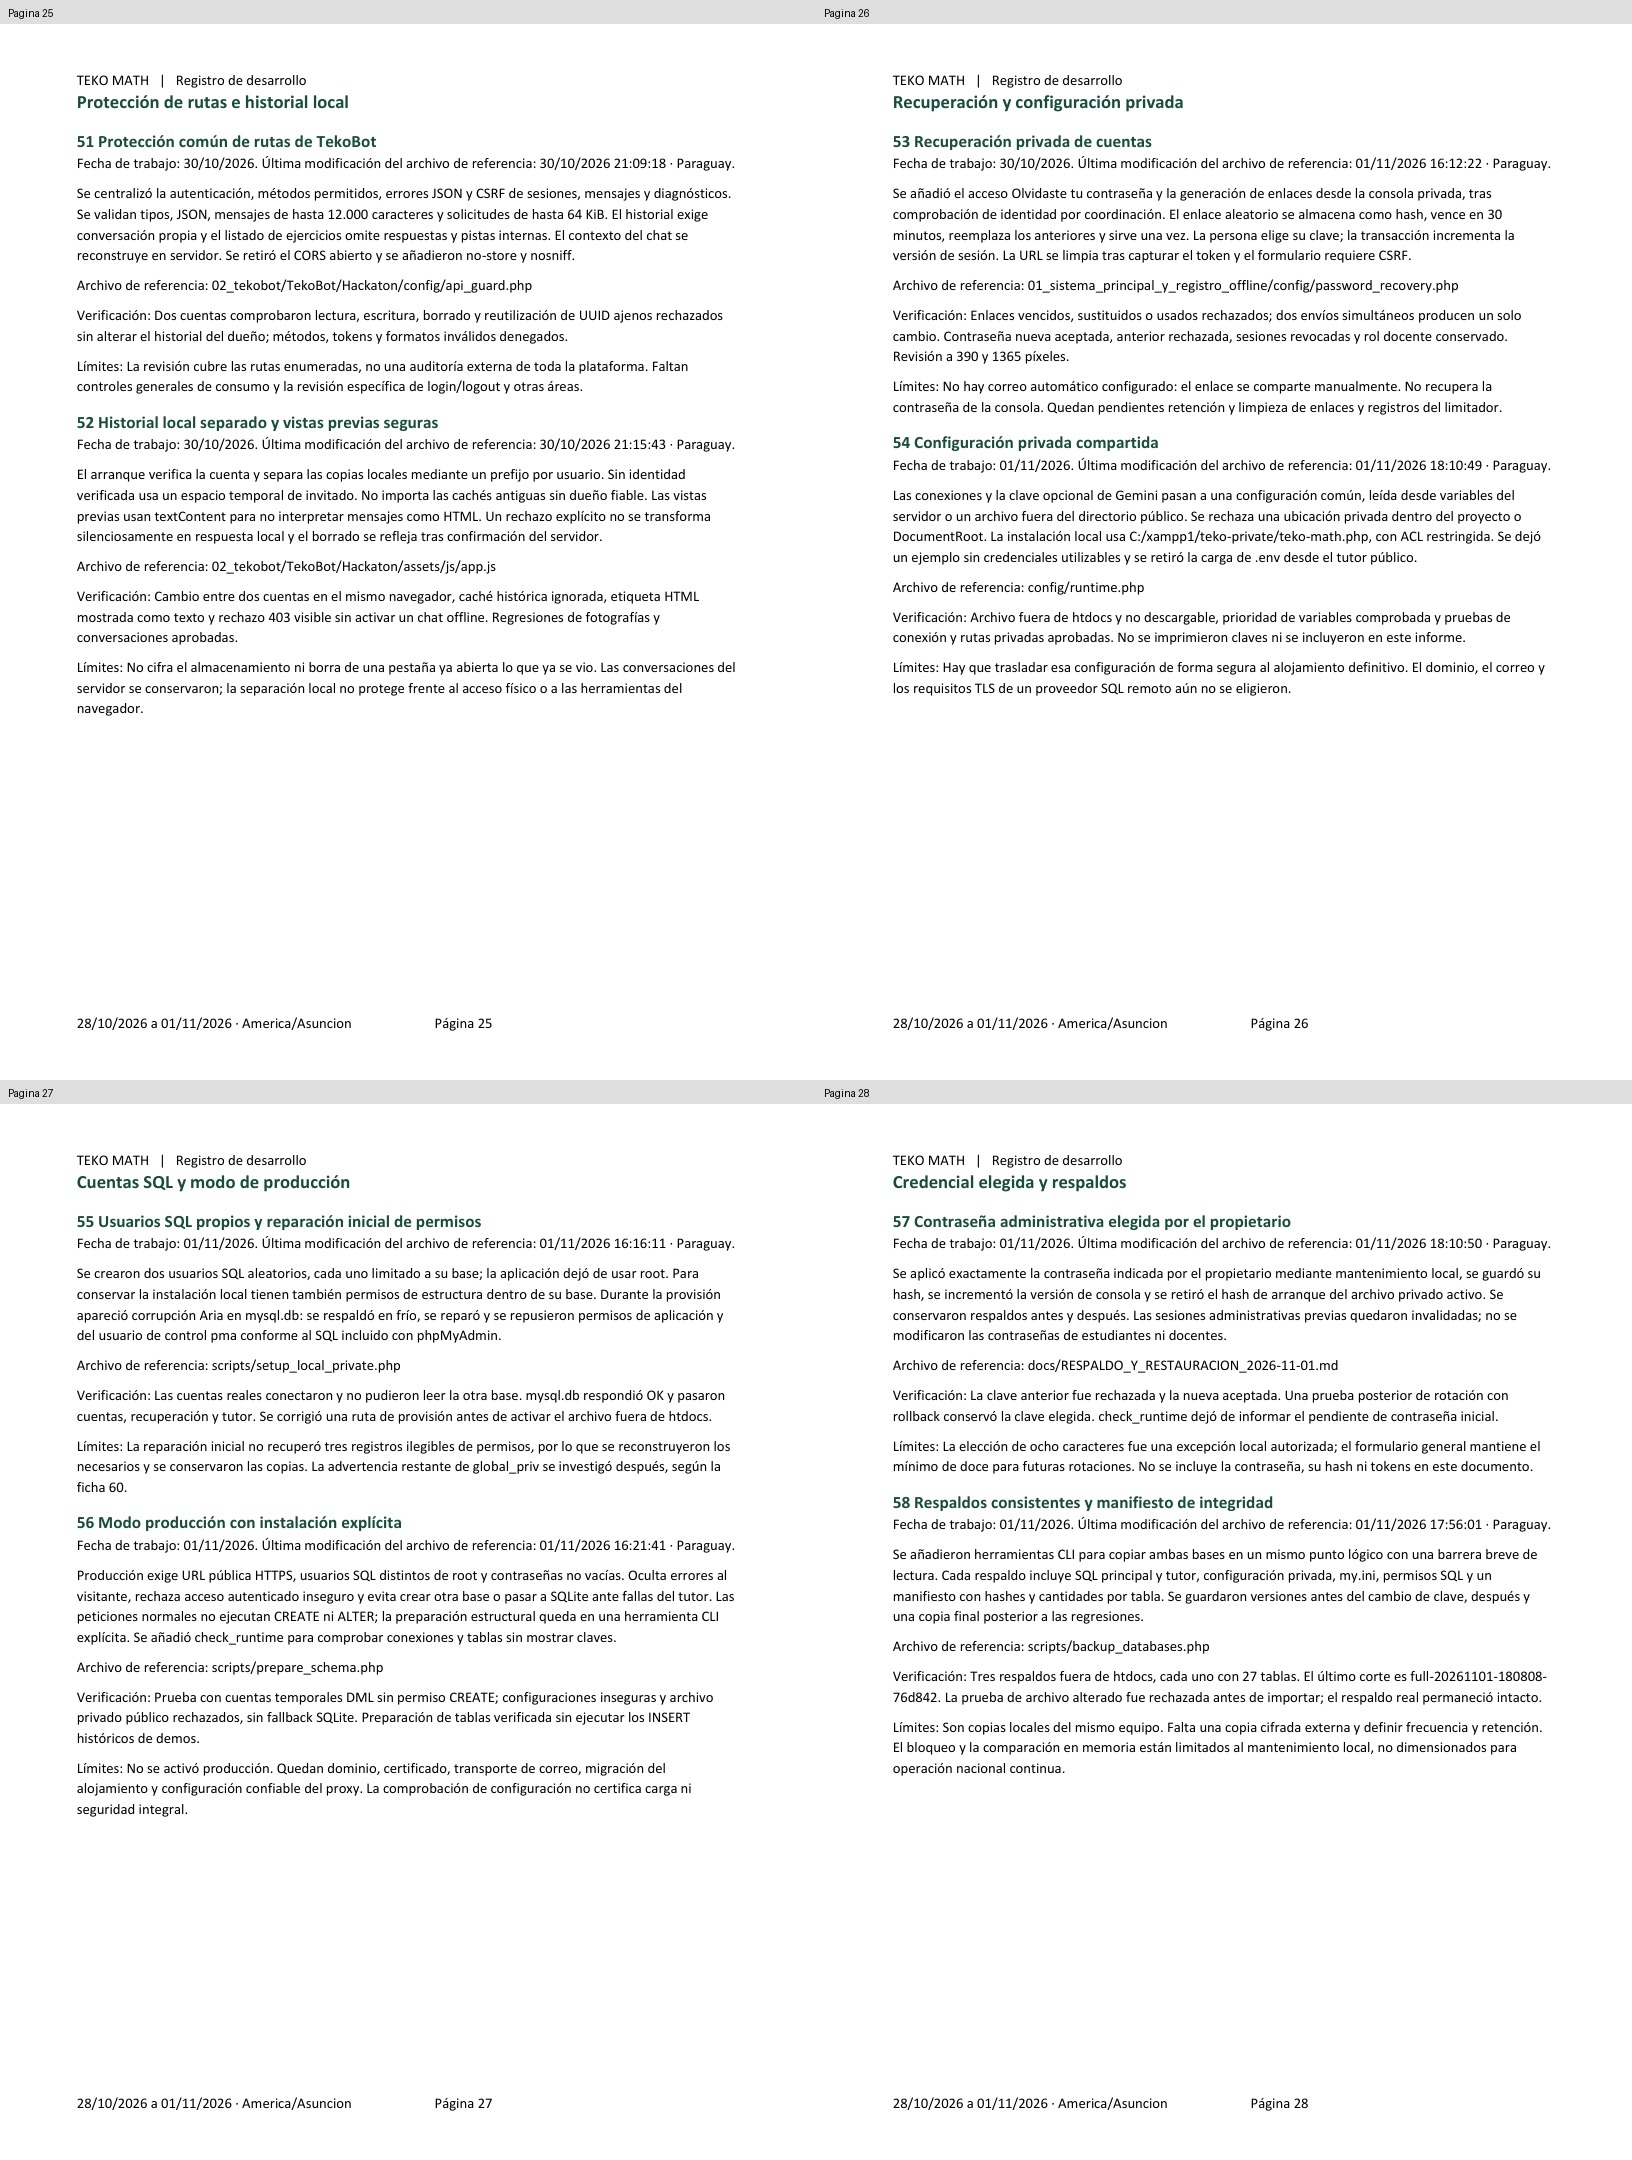 Pagina 25
TEKO MATH | Registro de desarrollo
Protección de rutas e historial local
51 Protección común de rutas de TekoBot
Fecha de trabajo: 30/10/2026. Última modificación del archivo de referencia: 30/10/2026 21:09:18 · Paraguay.
Se centralizó la autenticación, métodos permitidos, errores JSON y CSRF de sesiones, mensajes y diagnósticos.
Se validan tipos, JSON, mensajes de hasta 12.000 caracteres y solicitudes de hasta 64 KiB. El historial exige
conversación propia y el listado de ejercicios omite respuestas y pistas internas. El contexto del chat se
reconstruye en servidor. Se retiró el CORS abierto y se añadieron no-store y nosniff.
Archivo de referencia: 02_tekobot/TekoBot/Hackaton/config/api_guard.php
Verificación: Dos cuentas comprobaron lectura, escritura, borrado y reutilización de UUID ajenos rechazados
sin alterar el historial del dueño; métodos, tokens y formatos inválidos denegados.
Límites: La revisión cubre las rutas enumeradas, no una auditoría externa de toda la plataforma. Faltan
controles generales de consumo y la revisión específica de login/logout y otras áreas.
52 Historial local separado y vistas previas seguras
Fecha de trabajo: 30/10/2026. Última modificación del archivo de referencia: 30/10/2026 21:15:43 · Paraguay.
El arranque verifica la cuenta y separa las copias locales mediante un prefijo por usuario. Sin identidad
verificada usa un espacio temporal de invitado. No importa las cachés antiguas sin dueño fiable. Las vistas
previas usan textContent para no interpretar mensajes como HTML. Un rechazo explícito no se transforma
silenciosamente en respuesta local y el borrado se refleja tras confirmación del servidor.
Archivo de referencia: 02_tekobot/TekoBot/Hackaton/assets/js/app.js
Verificación: Cambio entre dos cuentas en el mismo navegador, caché histórica ignorada, etiqueta HTML
mostrada como texto y rechazo 403 visible sin activar un chat offline. Regresiones de fotografías y
conversaciones aprobadas.
Límites: No cifra el almacenamiento ni borra de una pestaña ya abierta lo que ya se vio. Las conversaciones del
servidor se conservaron; la separación local no protege frente al acceso físico o a las herramientas del
navegador.
28/10/2026 a 01/11/2026 · America/Asuncion Página 25
Pagina 26
TEKO MATH | Registro de desarrollo
Recuperación y configuración privada
53 Recuperación privada de cuentas
Fecha de trabajo: 30/10/2026. Última modificación del archivo de referencia: 01/11/2026 16:12:22 · Paraguay.
Se añadió el acceso Olvidaste tu contraseña y la generación de enlaces desde la consola privada, tras
comprobación de identidad por coordinación. El enlace aleatorio se almacena como hash, vence en 30
minutos, reemplaza los anteriores y sirve una vez. La persona elige su clave; la transacción incrementa la
versión de sesión. La URL se limpia tras capturar el token y el formulario requiere CSRF.
Archivo de referencia: 01_sistema_principal_y_registro_offline/config/password_recovery.php
Verificación: Enlaces vencidos, sustituidos o usados rechazados; dos envíos simultáneos producen un solo
cambio. Contraseña nueva aceptada, anterior rechazada, sesiones revocadas y rol docente conservado.
Revisión a 390 y 1365 píxeles.
Límites: No hay correo automático configurado: el enlace se comparte manualmente. No recupera la
contraseña de la consola. Quedan pendientes retención y limpieza de enlaces y registros del limitador.
54 Configuración privada compartida
Fecha de trabajo: 01/11/2026. Última modificación del archivo de referencia: 01/11/2026 18:10:49 · Paraguay.
Las conexiones y la clave opcional de Gemini pasan a una configuración común, leída desde variables del
servidor o un archivo fuera del directorio público. Se rechaza una ubicación privada dentro del proyecto o
DocumentRoot. La instalación local usa C:/xampp1/teko-private/teko-math.php, con ACL restringida. Se dejó
un ejemplo sin credenciales utilizables y se retiró la carga de .env desde el tutor público.
Archivo de referencia: config/runtime.php
Verificación: Archivo fuera de htdocs y no descargable, prioridad de variables comprobada y pruebas de
conexión y rutas privadas aprobadas. No se imprimieron claves ni se incluyeron en este informe.
Límites: Hay que trasladar esa configuración de forma segura al alojamiento definitivo. El dominio, el correo y
los requisitos TLS de un proveedor SQL remoto aún no se eligieron.
28/10/2026 a 01/11/2026 · America/Asuncion Página 26
Pagina 27
TEKO MATH | Registro de desarrollo
Cuentas SQL y modo de producción
55 Usuarios SQL propios y reparación inicial de permisos
Fecha de trabajo: 01/11/2026. Última modificación del archivo de referencia: 01/11/2026 16:16:11 · Paraguay.
Se crearon dos usuarios SQL aleatorios, cada uno limitado a su base; la aplicación dejó de usar root. Para
conservar la instalación local tienen también permisos de estructura dentro de su base. Durante la provisión
apareció corrupción Aria en mysql.db: se respaldó en frío, se reparó y se repusieron permisos de aplicación y
del usuario de control pma conforme al SQL incluido con phpMyAdmin.
Archivo de referencia: scripts/setup_local_private.php
Verificación: Las cuentas reales conectaron y no pudieron leer la otra base. mysql.db respondió OK y pasaron
cuentas, recuperación y tutor. Se corrigió una ruta de provisión antes de activar el archivo fuera de htdocs.
Límites: La reparación inicial no recuperó tres registros ilegibles de permisos, por lo que se reconstruyeron los
necesarios y se conservaron las copias. La advertencia restante de global_priv se investigó después, según la
ficha 60.
56 Modo producción con instalación explícita
Fecha de trabajo: 01/11/2026. Última modificación del archivo de referencia: 01/11/2026 16:21:41 · Paraguay.
Producción exige URL pública HTTPS, usuarios SQL distintos de root y contraseñas no vacías. Oculta errores al
visitante, rechaza acceso autenticado inseguro y evita crear otra base o pasar a SQLite ante fallas del tutor. Las
peticiones normales no ejecutan CREATE ni ALTER; la preparación estructural queda en una herramienta CLI
explícita. Se añadió check_runtime para comprobar conexiones y tablas sin mostrar claves.
Archivo de referencia: scripts/prepare_schema.php
Verificación: Prueba con cuentas temporales DML sin permiso CREATE; configuraciones inseguras y archivo
privado público rechazados, sin fallback SQLite. Preparación de tablas verificada sin ejecutar los INSERT
históricos de demos.
Límites: No se activó producción. Quedan dominio, certificado, transporte de correo, migración del
alojamiento y configuración confiable del proxy. La comprobación de configuración no certifica carga ni
seguridad integral.
28/10/2026 a 01/11/2026 · America/Asuncion Página 27
Pagina 28
TEKO MATH | Registro de desarrollo
Credencial elegida y respaldos
57 Contraseña administrativa elegida por el propietario
Fecha de trabajo: 01/11/2026. Última modificación del archivo de referencia: 01/11/2026 18:10:50 · Paraguay.
Se aplicó exactamente la contraseña indicada por el propietario mediante mantenimiento local, se guardó su
hash, se incrementó la versión de consola y se retiró el hash de arranque del archivo privado activo. Se
conservaron respaldos antes y después. Las sesiones administrativas previas quedaron invalidadas; no se
modificaron las contraseñas de estudiantes ni docentes.
Archivo de referencia: docs/RESPALDO_Y_RESTAURACION_2026-11-01.md
Verificación: La clave anterior fue rechazada y la nueva aceptada. Una prueba posterior de rotación con
rollback conservó la clave elegida. check_runtime dejó de informar el pendiente de contraseña inicial.
Límites: La elección de ocho caracteres fue una excepción local autorizada; el formulario general mantiene el
mínimo de doce para futuras rotaciones. No se incluye la contraseña, su hash ni tokens en este documento.
58 Respaldos consistentes y manifiesto de integridad
Fecha de trabajo: 01/11/2026. Última modificación del archivo de referencia: 01/11/2026 17:56:01 · Paraguay.
Se añadieron herramientas CLI para copiar ambas bases en un mismo punto lógico con una barrera breve de
lectura. Cada respaldo incluye SQL principal y tutor, configuración privada, my.ini, permisos SQL y un
manifiesto con hashes y cantidades por tabla. Se guardaron versiones antes del cambio de clave, después y
una copia final posterior a las regresiones.
Archivo de referencia: scripts/backup_databases.php
Verificación: Tres respaldos fuera de htdocs, cada uno con 27 tablas. El último corte es full-20261101-180808-
76d842. La prueba de archivo alterado fue rechazada antes de importar; el respaldo real permaneció intacto.
Límites: Son copias locales del mismo equipo. Falta una copia cifrada externa y definir frecuencia y retención.
El bloqueo y la comparación en memoria están limitados al mantenimiento local, no dimensionados para
operación nacional continua.
28/10/2026 a 01/11/2026 · America/Asuncion Página 28